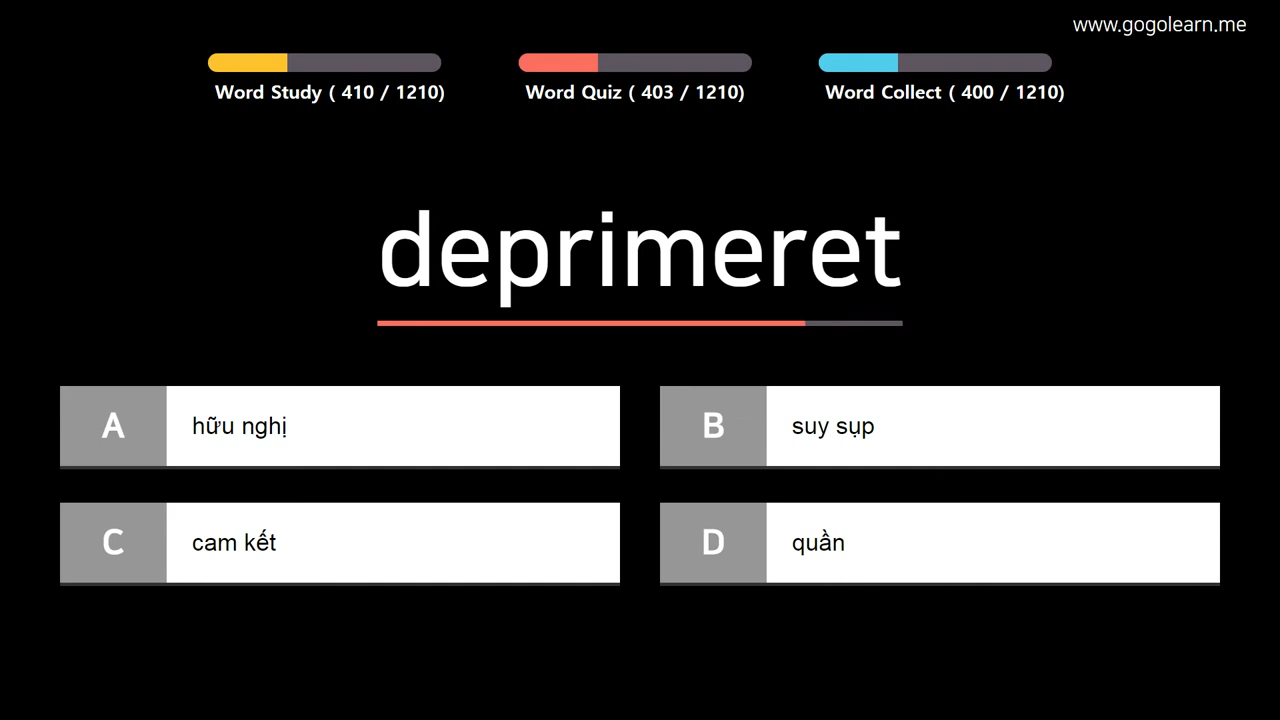 www.gogolearn.me
Word Study ( 410 / 1210)
Word Quiz ( 403 / 1210)
Word Collect ( 400 / 1210)
deprimeret
A hữu nghị
B suy sụp
C cam kết
D quần